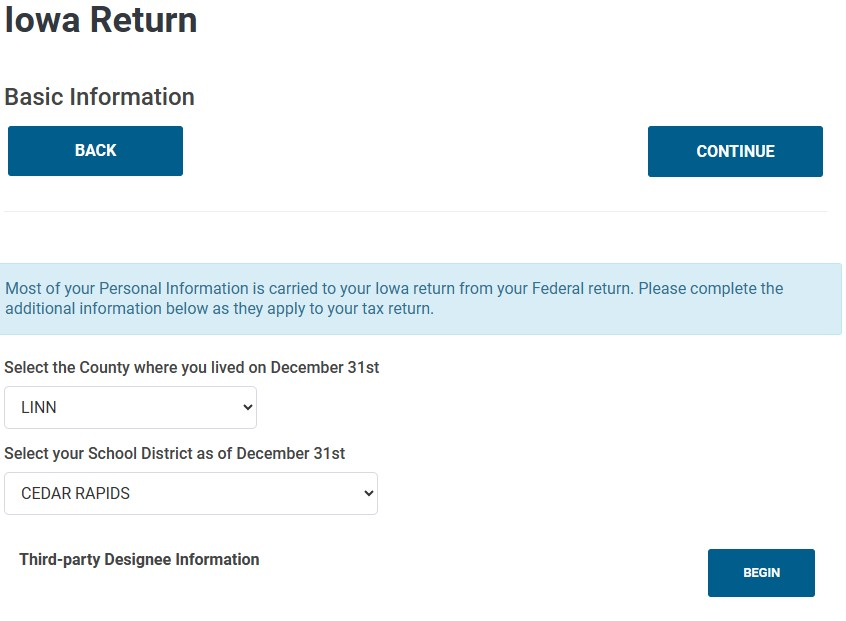 Iowa Return
Basic Information
BACK
CONTINUE
Most of your Personal Information is carried to your Iowa return from your Federal return. Please complete the
additional information below as they apply to your tax return.
Select the County where you lived on December 31st
LINN
Select your School District as of December 31st
CEDAR RAPIDS
Third-party Designee Information
BEGIN